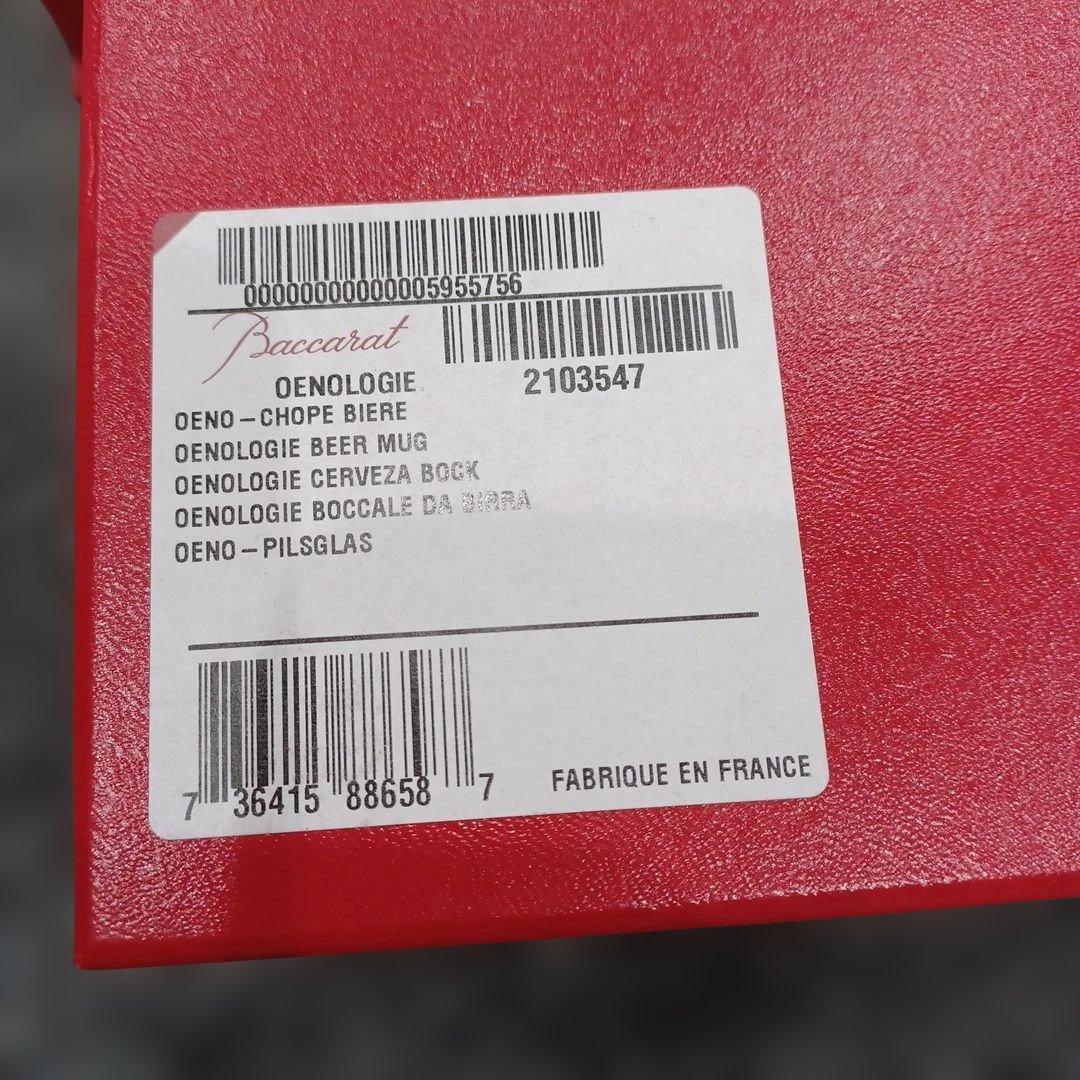 00000000000005955756
Baccarat
2103547
OENOLOGIE
OENO-CHOPE BIERE
OENOLOGIE BEER MUG
OENOLOGIE CERVEZA BOCK
OENOLOGIE BOCCALE DA BIRRA
OENO-PILSGLAS
7 36415 88658 7
FABRIQUE EN FRANCE